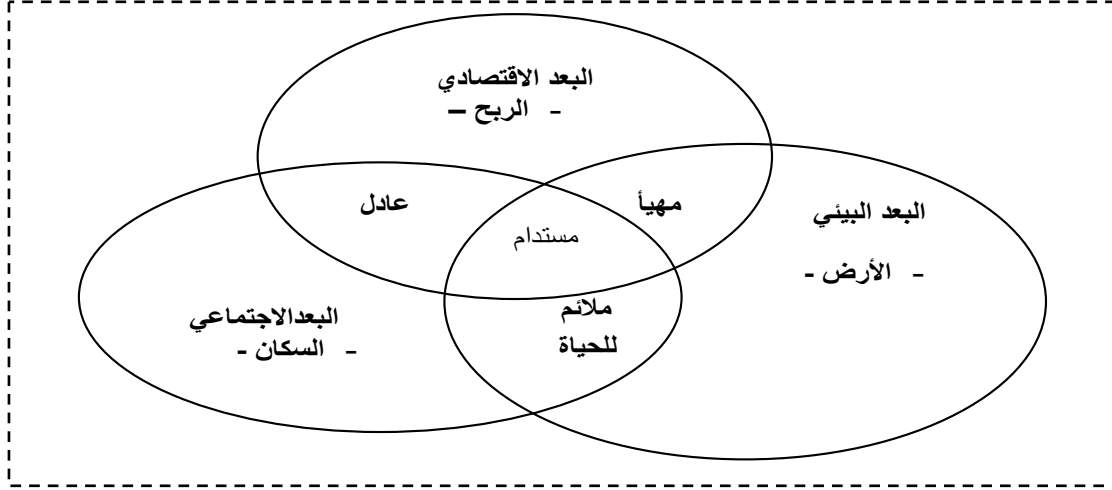 البعد الاقتصادي
- الربح –
عادل
مهيأ
مستدام
البعد البيئي
- الأرض -
البعدالاجتماعي
- السكان -
ملائم
للحياة